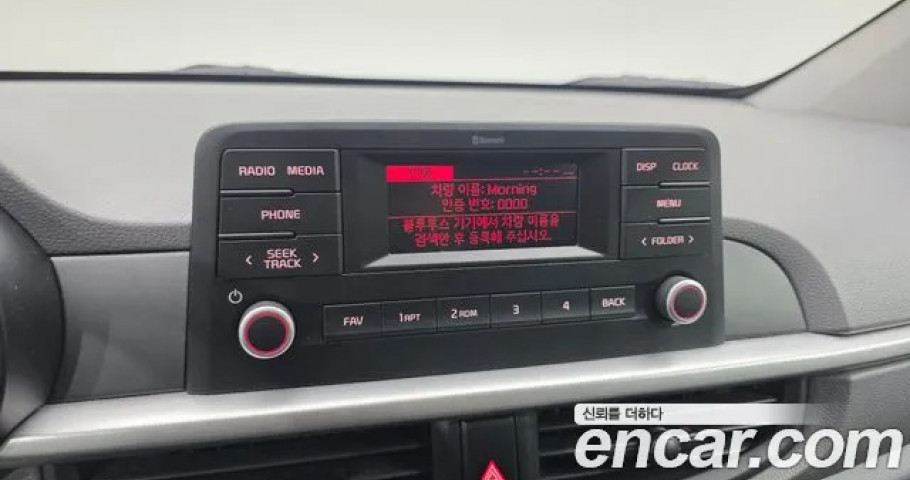 Bluetooth
RADIO MEDIA
PHONE
< SEEK TRACK >
차량 이름: Morning
인증 번호: 0000
블루투스 기기에서 차량 이름을
검색한 후 등록해 주십시오.
DISP CLOCK
MENU
< FOLDER >
FAV
1 RPT
2 RDM
3
4
BACK
신뢰를 더하다
encar.com